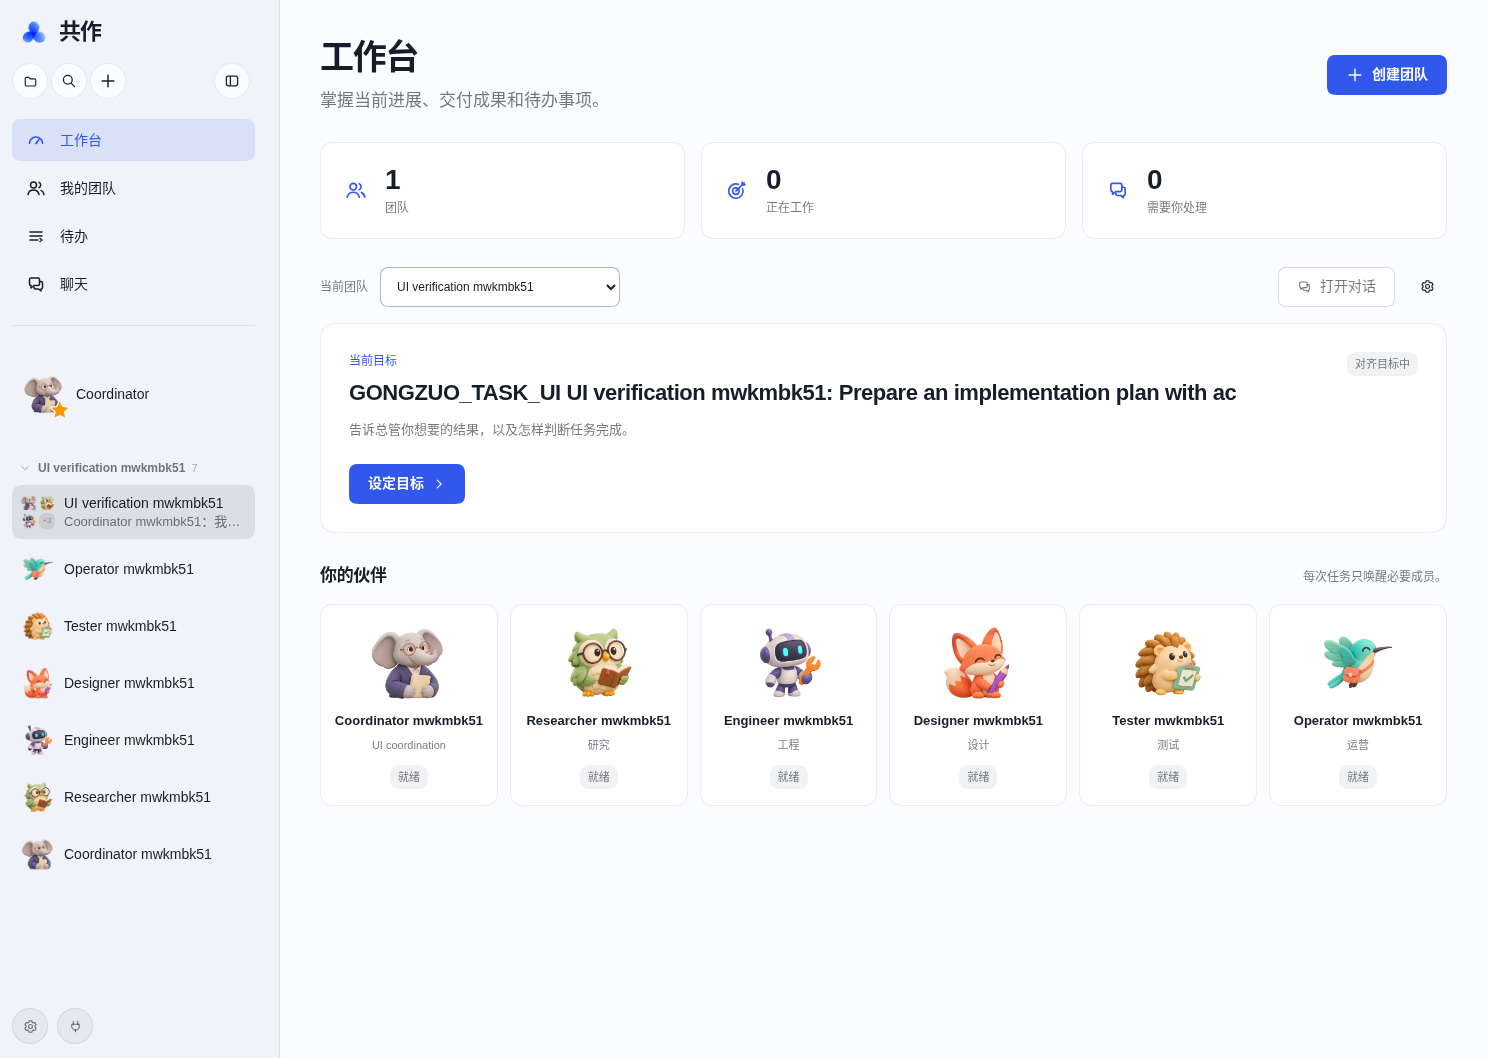 共作
工作台
我的团队
待办
聊天
Coordinator
UI verification mwkmbk51 7
UI verification mwkmbk51
Coordinator mwkmbk51：我…
+3
Operator mwkmbk51
Tester mwkmbk51
Designer mwkmbk51
Engineer mwkmbk51
Researcher mwkmbk51
Coordinator mwkmbk51
工作台
掌握当前进展、交付成果和待办事项。
创建团队
1
团队
0
正在工作
0
需要你处理
当前团队
UI verification mwkmbk51
打开对话
当前目标
对齐目标中
GONGZUO_TASK_UI UI verification mwkmbk51: Prepare an implementation plan with ac
告诉总管你想要的结果，以及怎样判断任务完成。
设定目标
你的伙伴
每次任务只唤醒必要成员。
Coordinator mwkmbk51
UI coordination
就绪
Researcher mwkmbk51
研究
就绪
Engineer mwkmbk51
工程
就绪
Designer mwkmbk51
设计
就绪
Tester mwkmbk51
测试
就绪
Operator mwkmbk51
运营
就绪